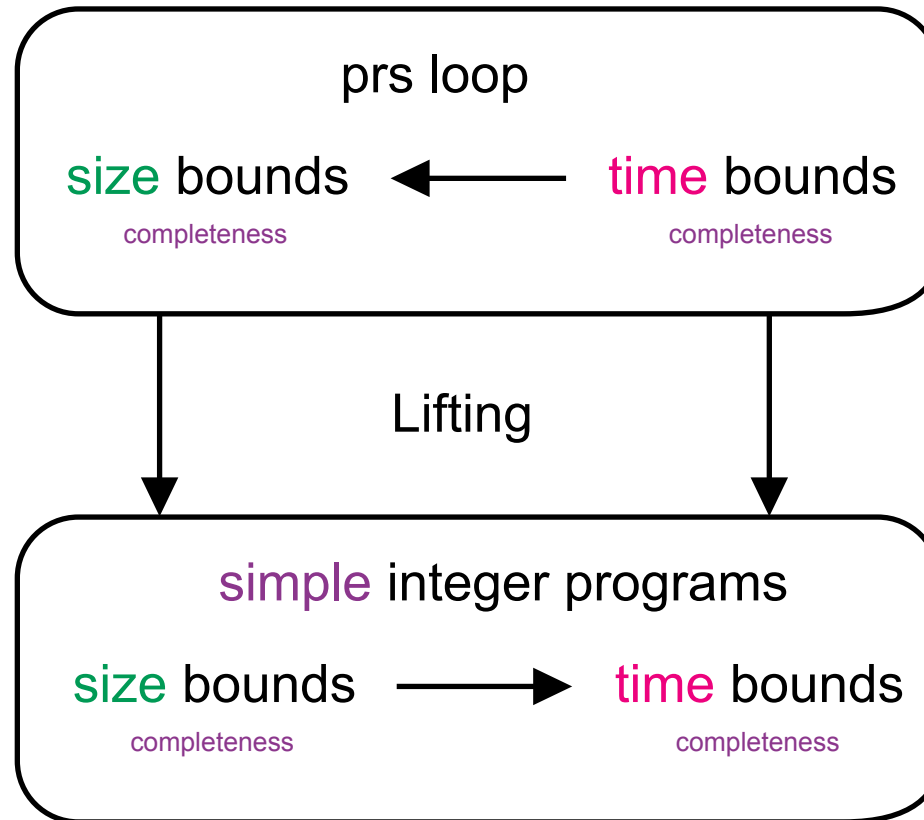 prs loop
size bounds time bounds
completeness completeness
Lifting
simple integer programs
size bounds time bounds
completeness completeness